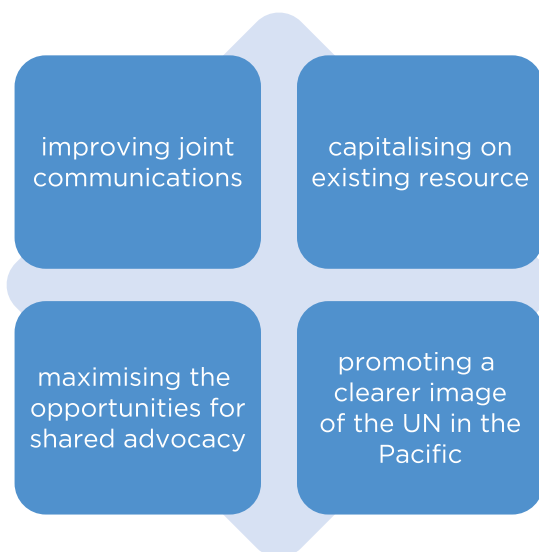 improving joint
communications
capitalising on
existing resource
maximising the
opportunities for
shared advocacy
promoting a
clearer image
of the UN in the
Pacific